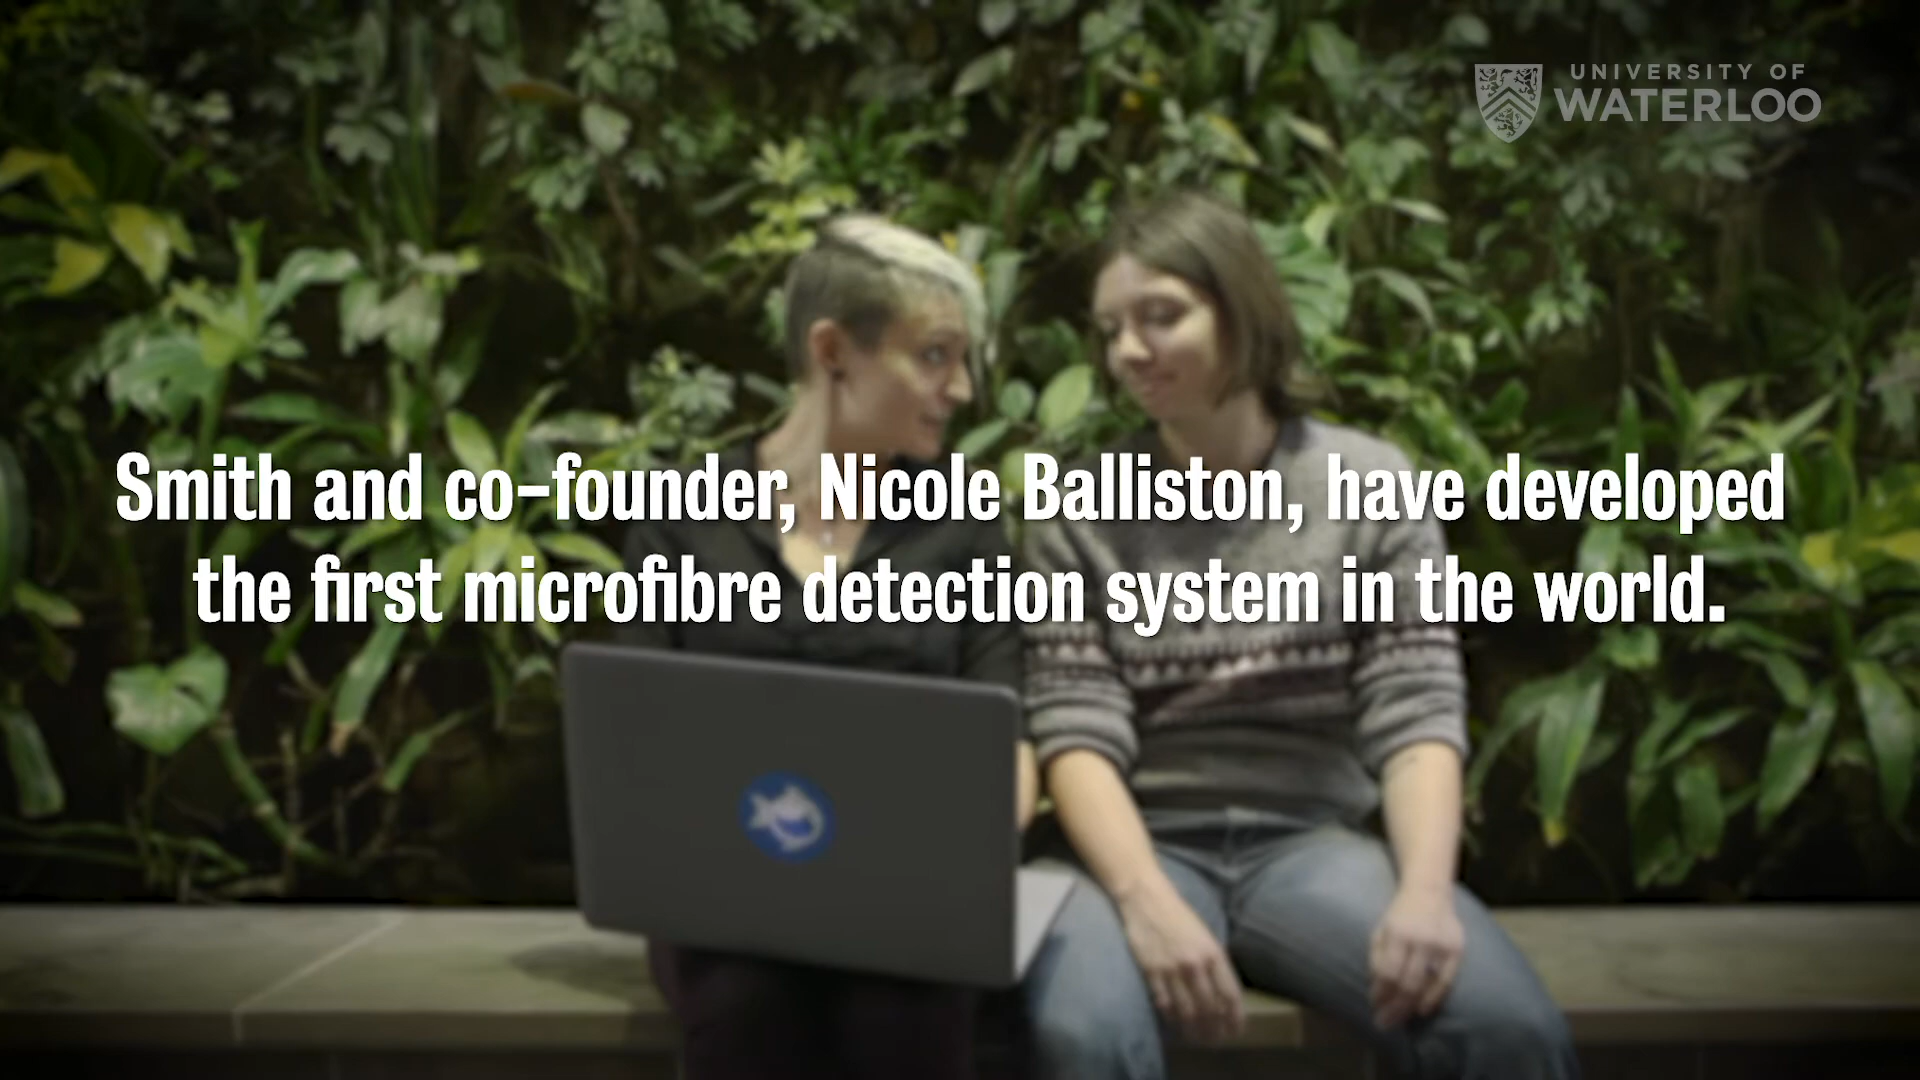 UNIVERSITY OF
WATERLOO
Smith and co-founder, Nicole Balliston, have developed
the first microfibre detection system in the world.